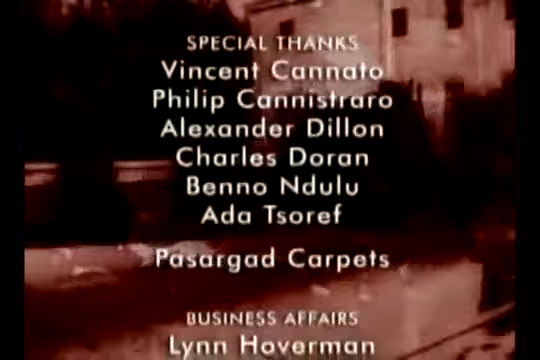 SPECIAL THANKS
Vincent Cannato
Philip Cannistraro
Alexander Dillon
Charles Doran
Benno Ndulu
Ada Tsoref
Pasargad Carpets
BUSINESS AFFAIRS
Lynn Hoverman